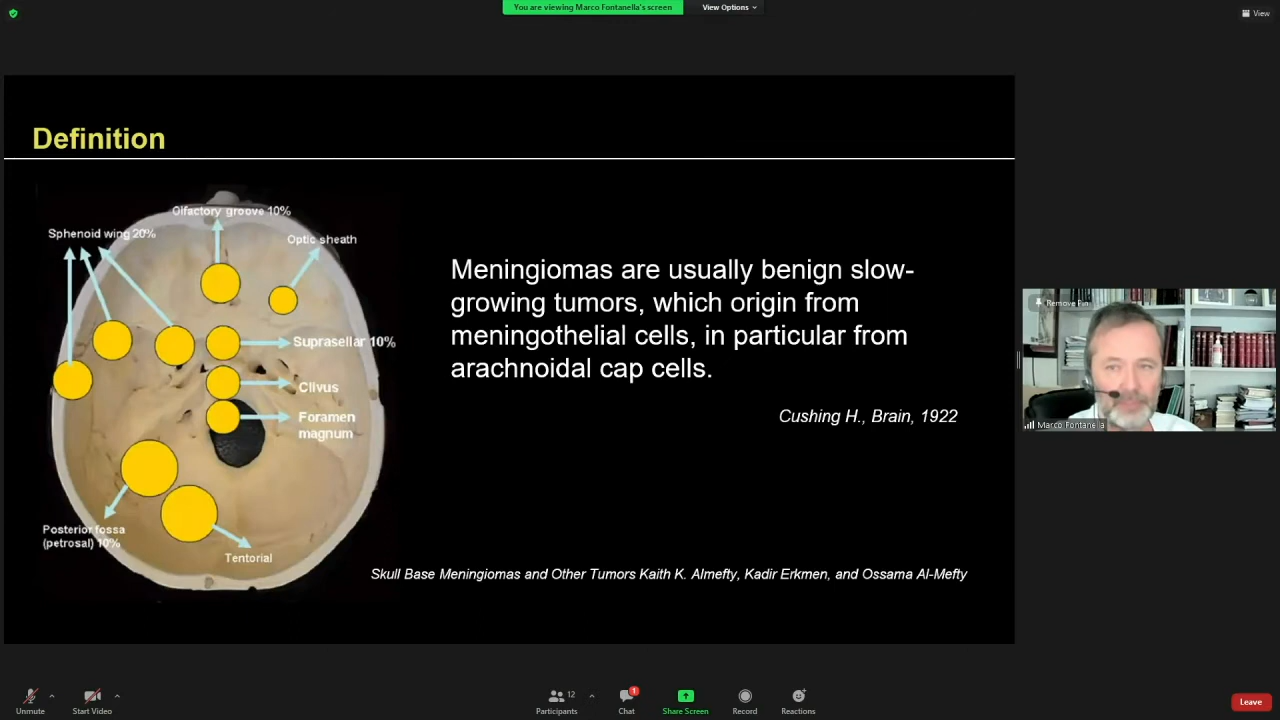 You are viewing Marco Fontanella's screen
View Options
View
Definition
Olfactory groove 10%
Sphenoid wing 20%
Optic sheath
Suprasellar 10%
Clivus
Foramen
magnum
Posterior fossa
(petrosal) 10%
Tentorial
Meningiomas are usually benign slow-
growing tumors, which origin from
meningothelial cells, in particular from
arachnoidal cap cells.
Cushing H., Brain, 1922
Skull Base Meningiomas and Other Tumors Kaith K. Almefty, Kadir Erkmen, and Ossama Al-Mefty
Remove Pin
Marco Fontanella
Unmute
Start Video
12
Participants
1
Chat
Share Screen
Record
Reactions
Leave